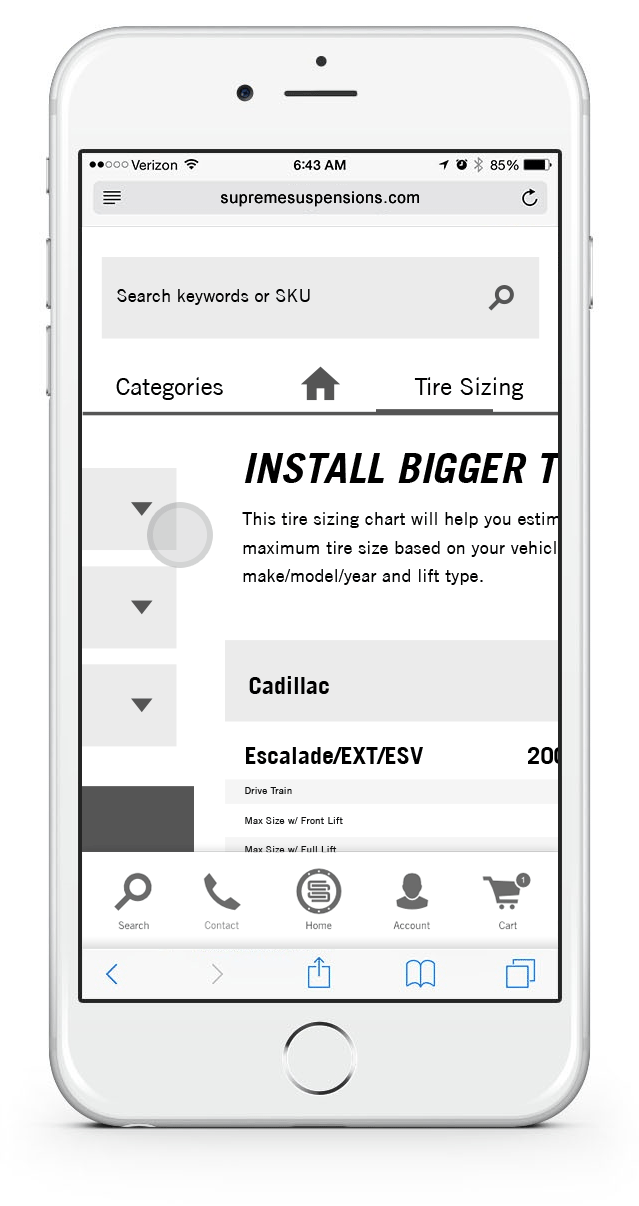 Verizon 6:43 AM 85%
supremesuspensions.com
Search keywords or SKU
Categories Tire Sizing
INSTALL BIGGER T
This tire sizing chart will help you estim
maximum tire size based on your vehicl
make/model/year and lift type.
Cadillac
Escalade/EXT/ESV 200
Drive Train
Max Size w/ Front Lift
Max Size w/ Full Lift
1
Search Contact Home Account Cart